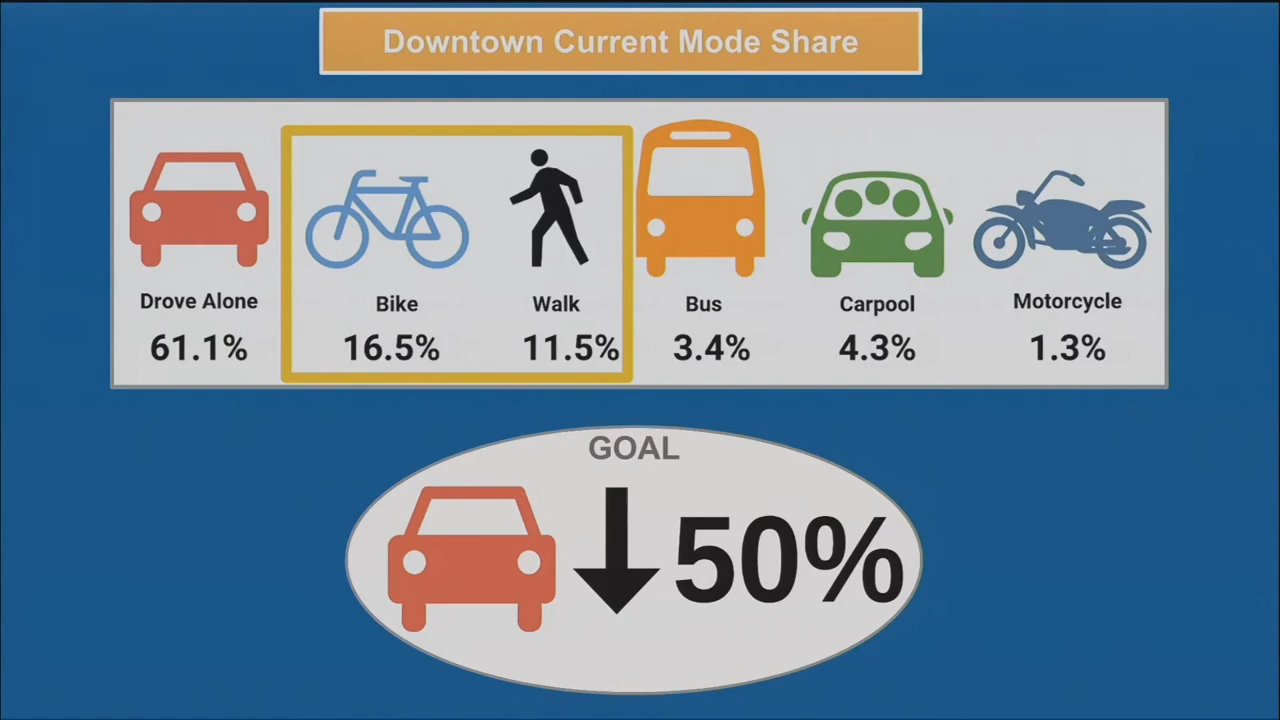 Downtown Current Mode Share
Drove Alone
61.1%
Bike
16.5%
Walk
11.5%
Bus
3.4%
Carpool
4.3%
Motorcycle
1.3%
GOAL
50%